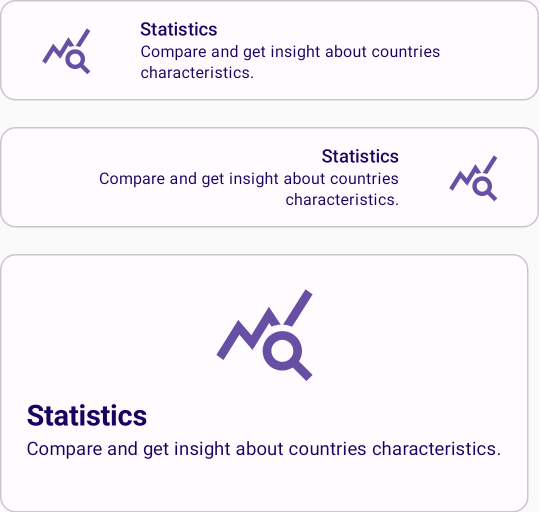 Statistics
Compare and get insight about countries
characteristics.
Statistics
Compare and get insight about countries
characteristics.
Statistics
Compare and get insight about countries characteristics.